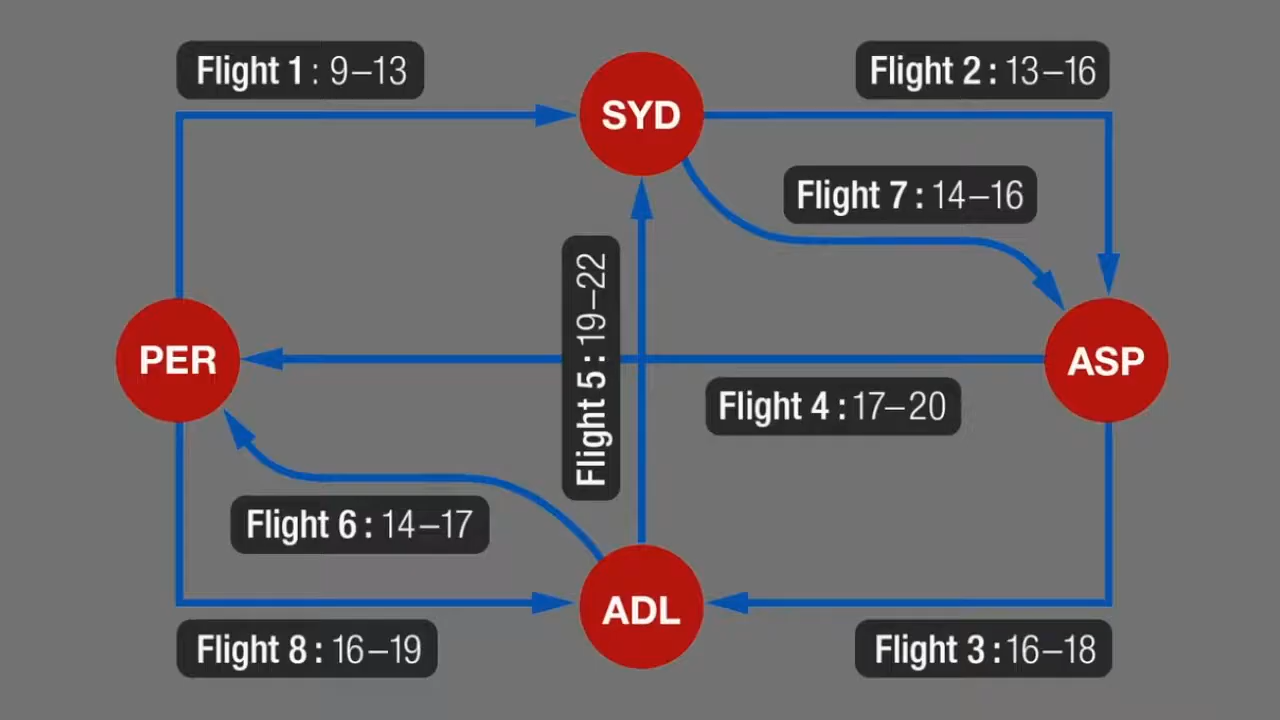 Flight 1 : 9–13
SYD
Flight 2 : 13–16
Flight 7 : 14–16
Flight 5 : 19–22
PER
ASP
Flight 4 : 17–20
Flight 6 : 14–17
ADL
Flight 8 : 16–19
Flight 3 : 16–18